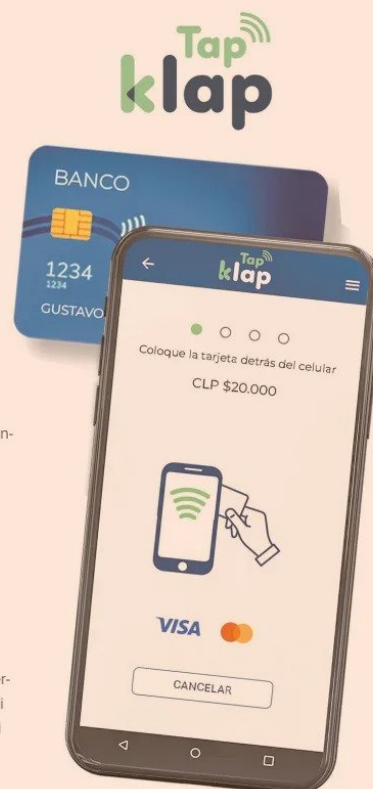 Tap
klap
BANCO
1234
1234
GUSTAVO
Tap
klap
Coloque la tarjeta detrás del celular
CLP $20.000
n-
VISA
er-
i
CANCELAR